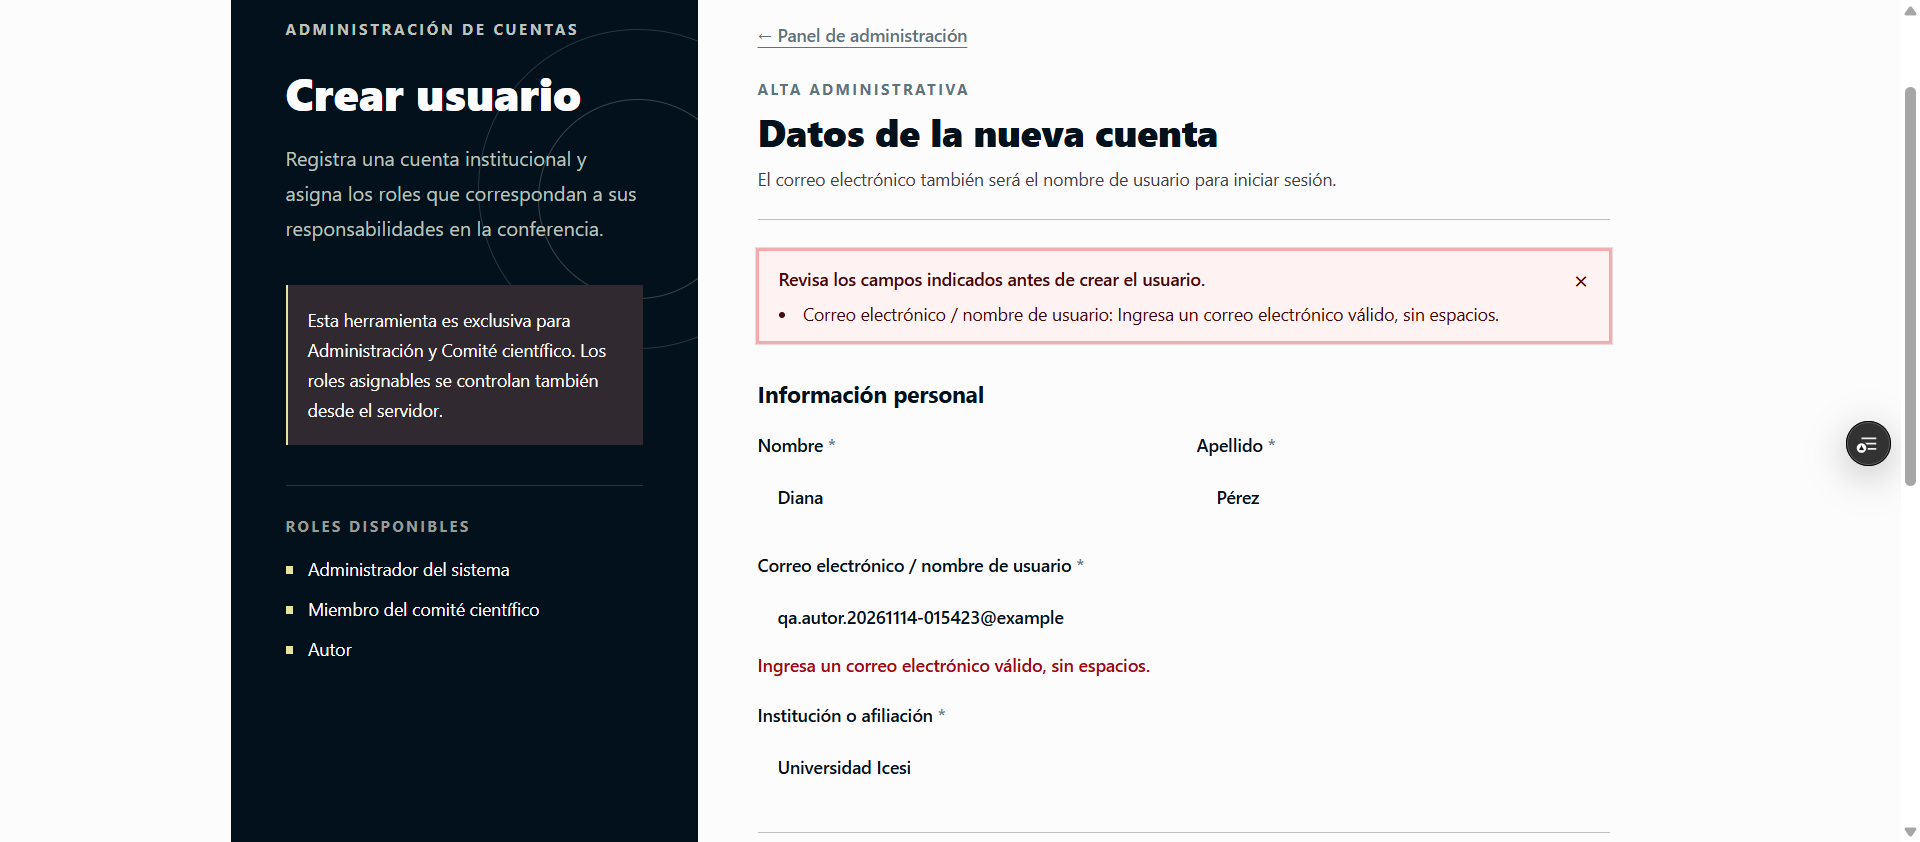 ADMINISTRACIÓN DE CUENTAS
Crear usuario
Registra una cuenta institucional y
asigna los roles que correspondan a sus
responsabilidades en la conferencia.
Esta herramienta es exclusiva para
Administración y Comité científico. Los
roles asignables se controlan también
desde el servidor.
ROLES DISPONIBLES
Administrador del sistema
Miembro del comité científico
Autor
← Panel de administración
ALTA ADMINISTRATIVA
Datos de la nueva cuenta
El correo electrónico también será el nombre de usuario para iniciar sesión.
Revisa los campos indicados antes de crear el usuario.
• Correo electrónico / nombre de usuario: Ingresa un correo electrónico válido, sin espacios.
Información personal
Nombre *
Apellido *
Diana
Pérez
Correo electrónico / nombre de usuario *
qa.autor.20261114-015423@example
Ingresa un correo electrónico válido, sin espacios.
Institución o afiliación *
Universidad Icesi